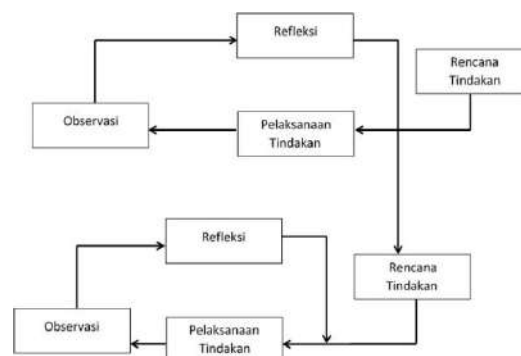 Refleksi
Rencana
Tindakan
Observasi
Pelaksanaan
Tindakan
Refleksi
Rencana
Tindakan
Observasi
Pelaksanaan
Tindakan